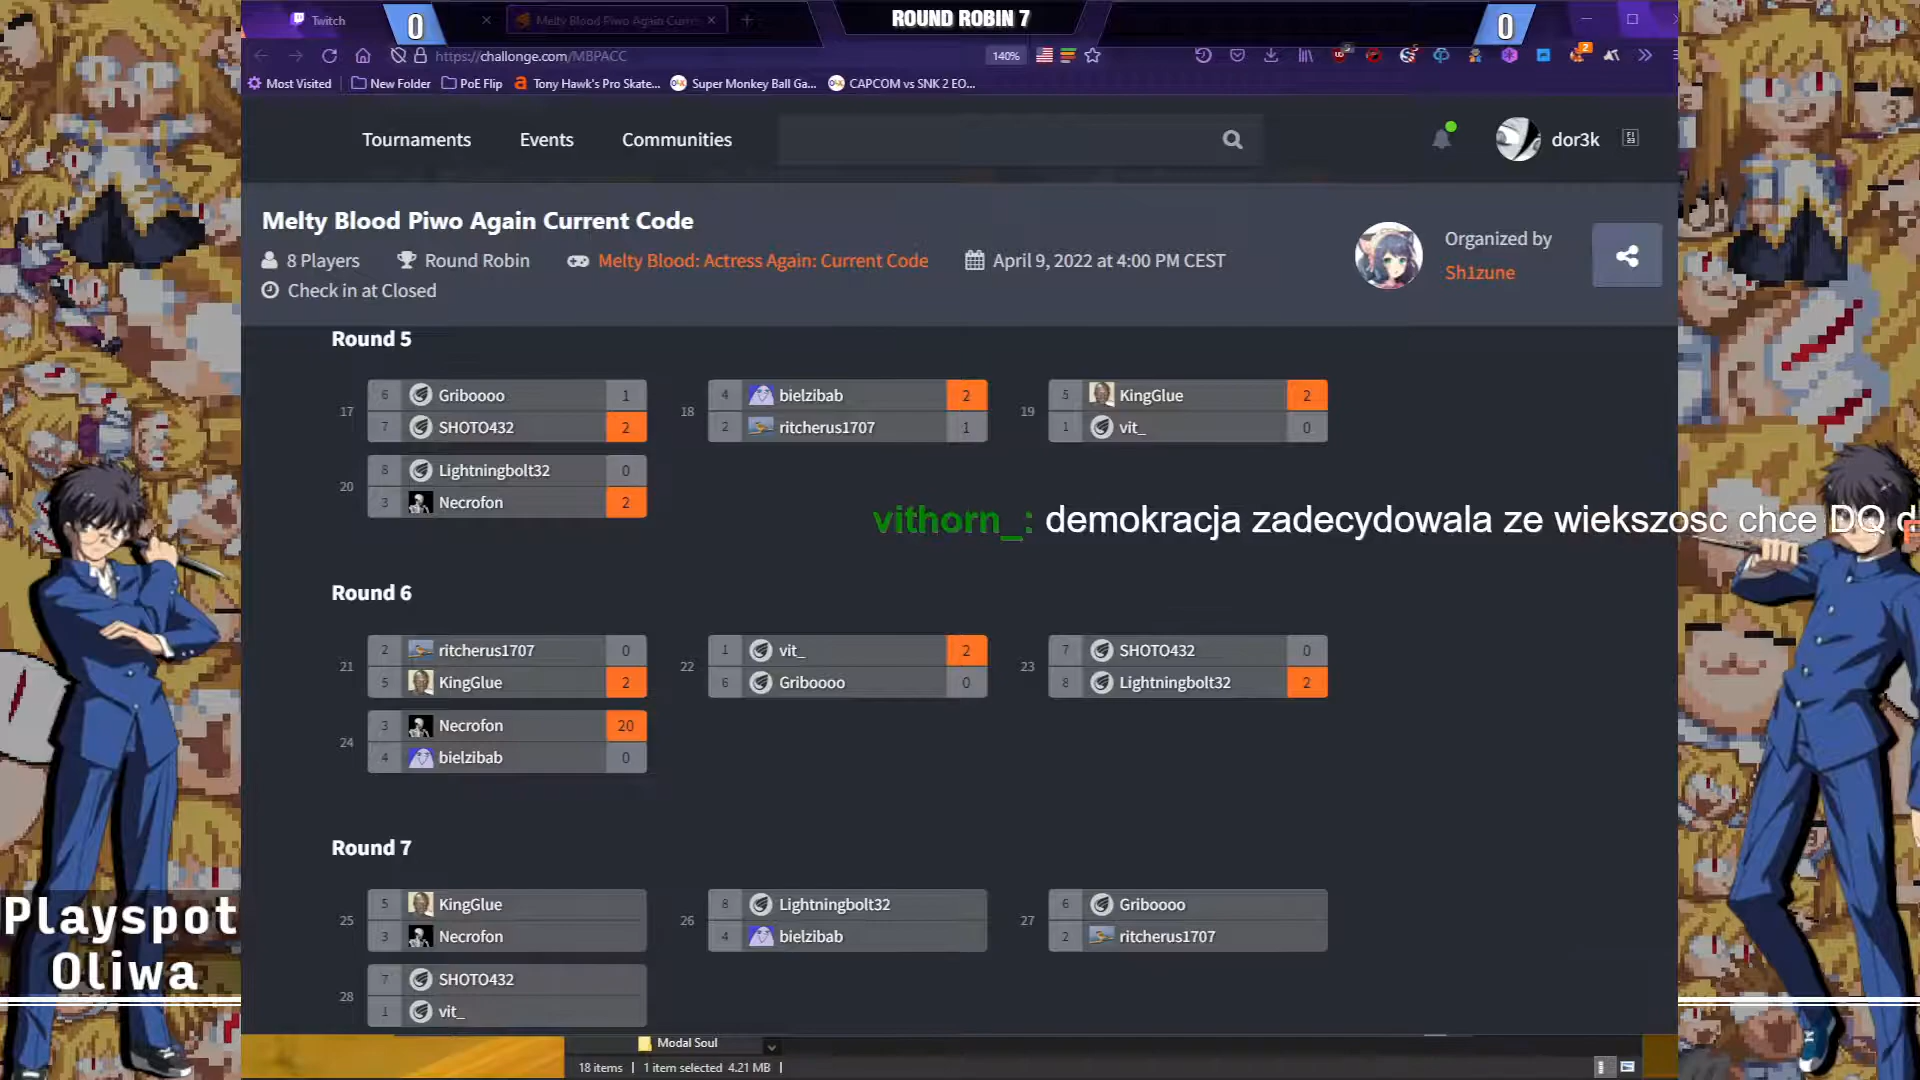 Twitch
0
Melty Blood Piwo Again Curre
ROUND ROBIN 7
0
https://challonge.com/MBPACC
140%
Most Visited
New Folder
PoE Flip
Tony Hawk's Pro Skate...
Super Monkey Ball Ga...
CAPCOM vs SNK 2 EO...
Tournaments
Events
Communities
dor3k
Melty Blood Piwo Again Current Code
8 Players
Round Robin
Melty Blood: Actress Again: Current Code
April 9, 2022 at 4:00 PM CEST
Check in at Closed
Organized by
Sh1zune
Round 5
17
6 Griboooo 1
7 SHOTO432 2
18
4 bielzibab 2
2 ritcherus1707 1
19
5 KingGlue 2
1 vit_ 0
20
8 Lightningbolt32 0
3 Necrofon 2
vithorn_: demokracja zadecydowala ze wiekszosc chce DQ d
Round 6
21
2 ritcherus1707 0
5 KingGlue 2
22
1 vit_ 2
6 Griboooo 0
23
7 SHOTO432 0
8 Lightningbolt32 2
24
3 Necrofon 20
4 bielzibab 0
Round 7
25
5 KingGlue
3 Necrofon
26
8 Lightningbolt32
4 bielzibab
27
6 Griboooo
2 ritcherus1707
28
7 SHOTO432
1 vit_
Playspot
Oliwa
Modal Soul
18 items
1 item selected 4.21 MB